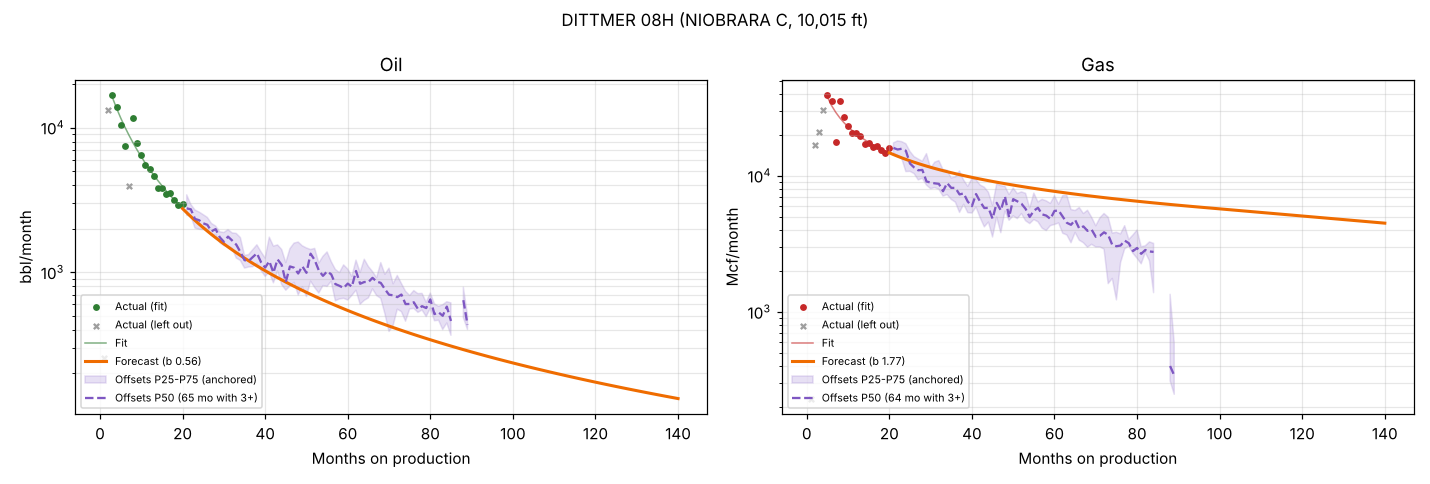 DITTMER 08H (NIOBRARA C, 10,015 ft)
Oil
bbl/month
10^4
10^3
0 20 40 60 80 100 120 140
Months on production
Actual (fit)
Actual (left out)
Fit
Forecast (b 0.56)
Offsets P25-P75 (anchored)
Offsets P50 (65 mo with 3+)
Gas
Mcf/month
10^4
10^3
0 20 40 60 80 100 120 140
Months on production
Actual (fit)
Actual (left out)
Fit
Forecast (b 1.77)
Offsets P25-P75 (anchored)
Offsets P50 (64 mo with 3+)